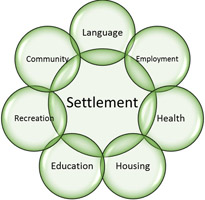 Language
Community
Employment
Settlement
Recreation
Health
Education
Housing